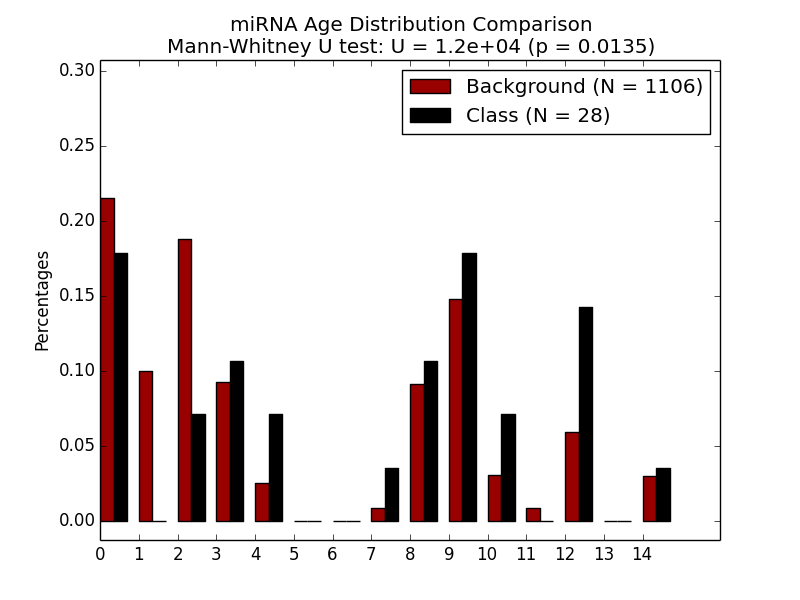 miRNA Age Distribution Comparison
Mann-Whitney U test: U = 1.2e+04 (p = 0.0135)
Background (N = 1106)
Class (N = 28)
Percentages
0.30
0.25
0.20
0.15
0.10
0.05
0.00
0 1 2 3 4 5 6 7 8 9 10 11 12 13 14